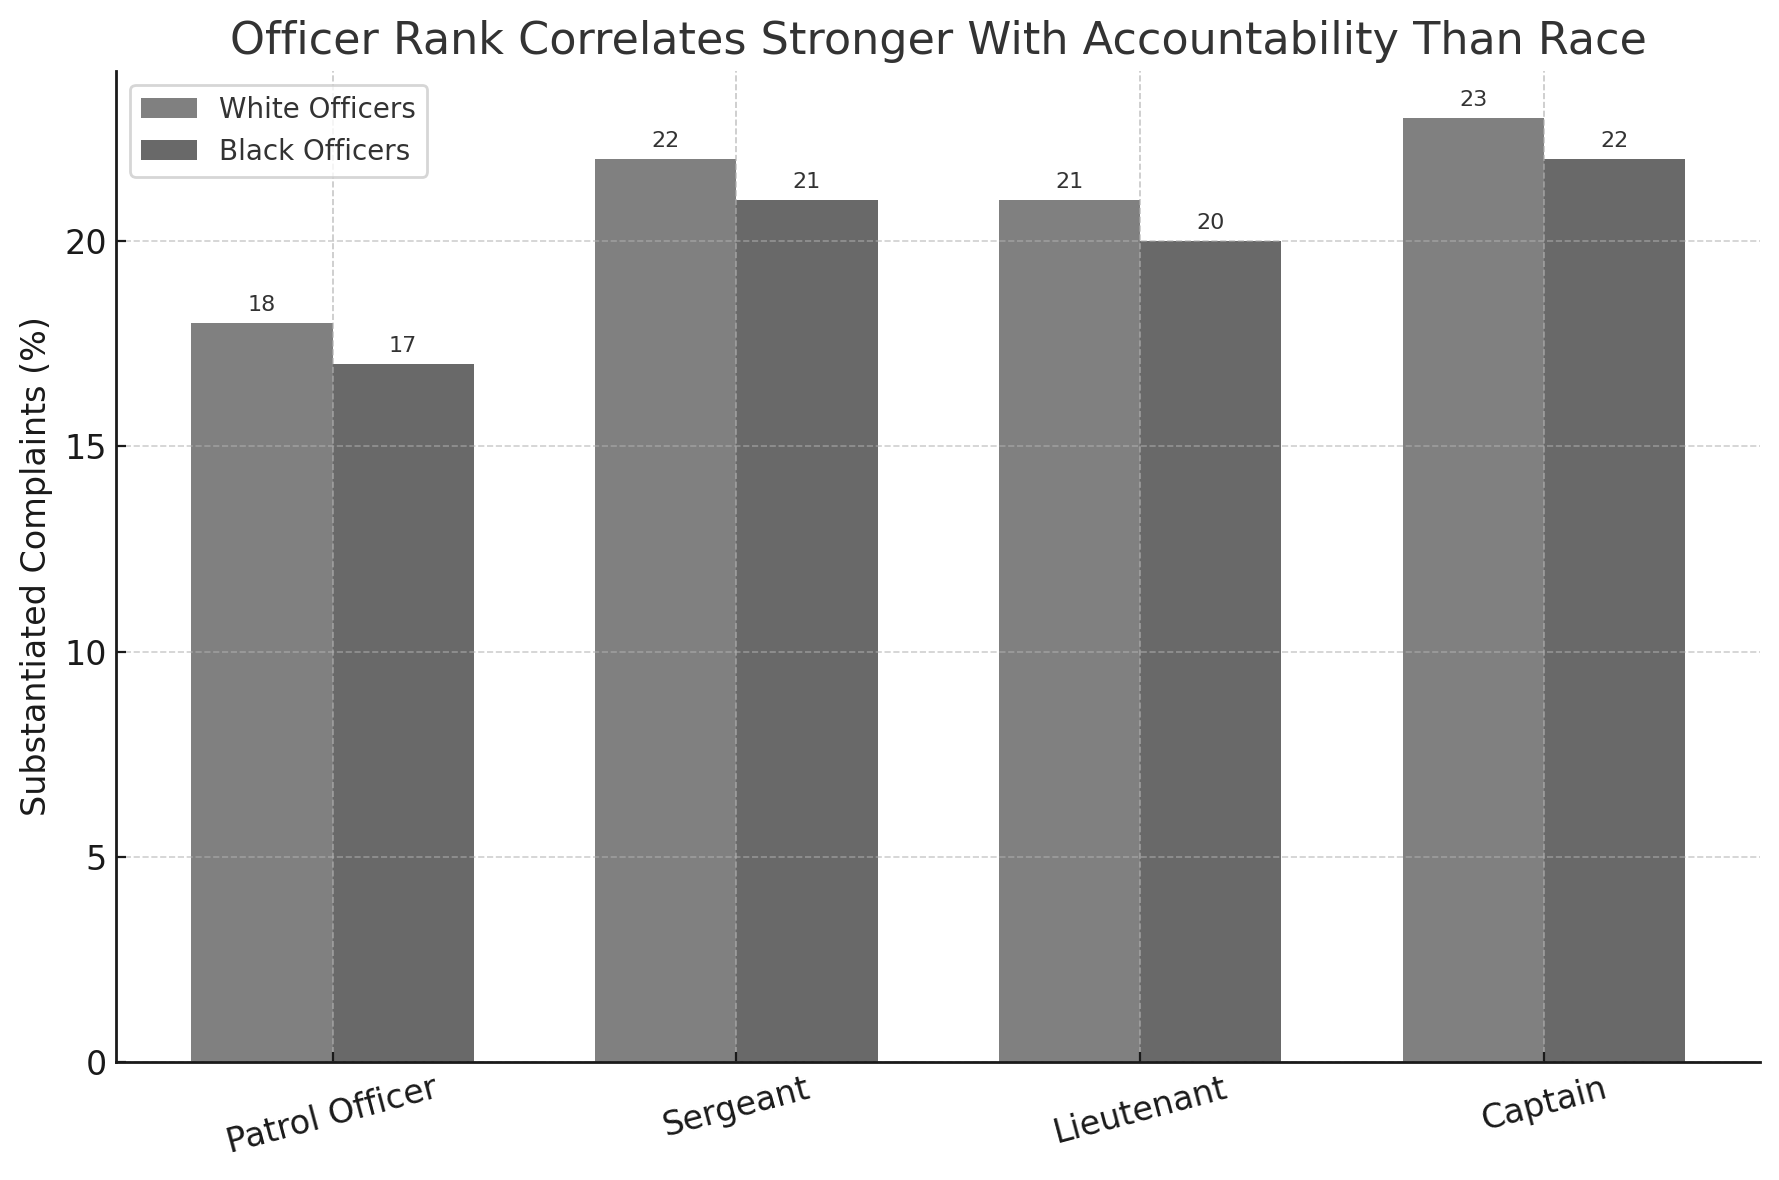 Officer Rank Correlates Stronger With Accountability Than Race
White Officers
Black Officers
Substantiated Complaints (%)
20
15
10
5
0
18
17
22
21
21
20
23
22
Patrol Officer
Sergeant
Lieutenant
Captain